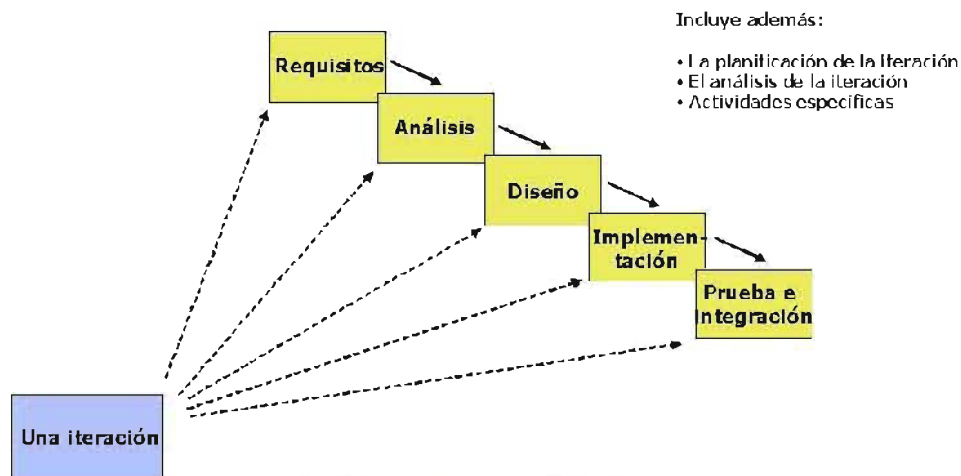 Incluye además:
• La planificación de la iteración
• El análisis de la iteración
• Actividades específicas
Requisitos
Análisis
Diseño
Implemen-
tación
Prueba e
Integración
Una iteración